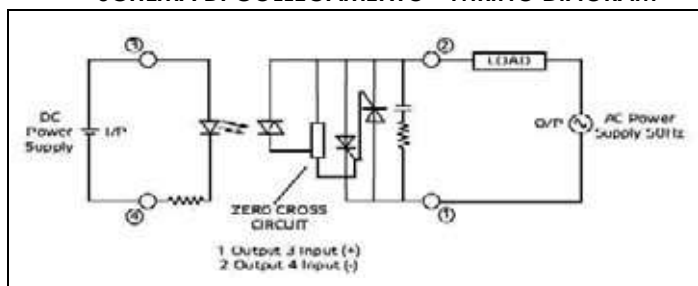 SCHEMA DI COLLEGAMENTO - WIRING DIAGRAM
3
2
LOAD
DC
Power
Supply
I/P
O/P
AC Power
Supply 50Hz
4
1
ZERO CROSS
CIRCUIT
1 Output 3 Input (+)
2 Output 4 Input (-)